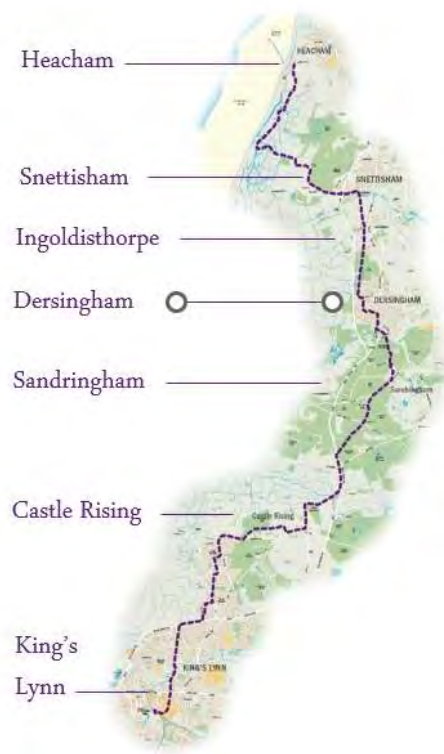 Heacham
HEACHAM
Snettisham
SNETTISHAM
Ingoldisthorpe
Dersingham
DERSINGHAM
Sandringham
Sandringham
Castle Rising
Castle Rising
King's
Lynn
KING'S LYNN